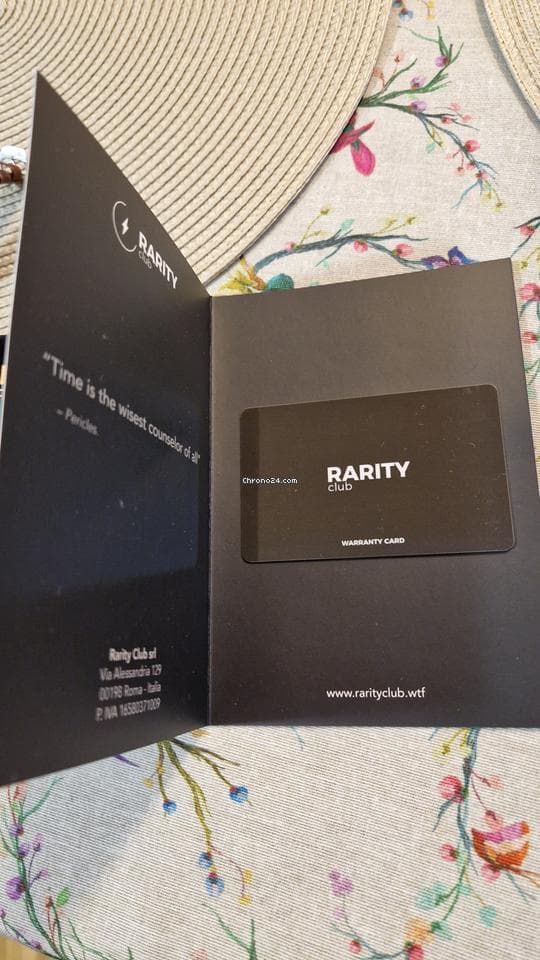 RARITY
club
"Time is the wisest counselor of all"
- Pericles
Rarity Club srl
Via Alessandria 129
00198 Roma - Italia
P. IVA 16580371009
Chrono24.com
RARITY
club
WARRANTY CARD
www.rarityclub.wtf